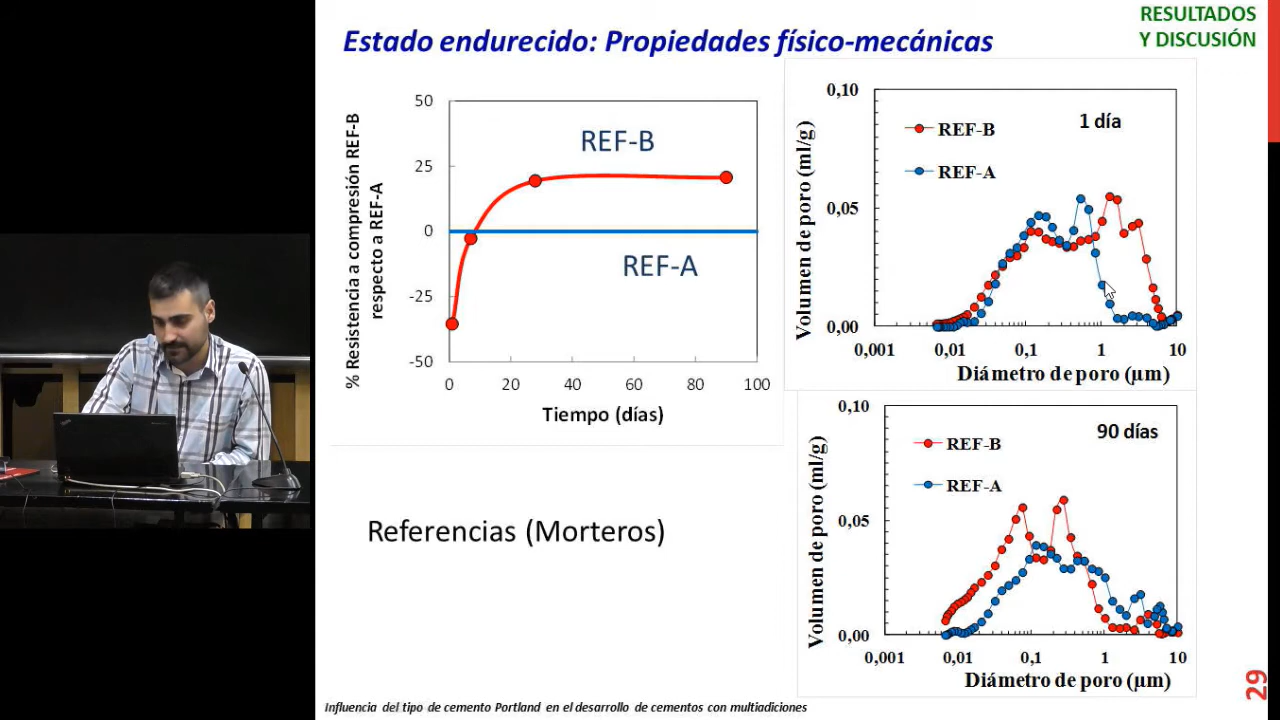 RESULTADOS
Y DISCUSIÓN
Estado endurecido: Propiedades físico-mecánicas
% Resistencia a compresión REF-B
respecto a REF-A
50
25
0
-25
-50
REF-B
REF-A
0
20
40
60
80
100
Tiempo (días)
Volumen de poro (ml/g)
0,10
0,05
0,00
REF-B
REF-A
1 día
0,001
0,01
0,1
1
10
Diámetro de poro (µm)
Volumen de poro (ml/g)
0,10
0,05
0,00
REF-B
REF-A
90 días
0,001
0,01
0,1
1
10
Diámetro de poro (µm)
Referencias (Morteros)
Influencia del tipo de cemento Portland en el desarrollo de cementos con multiadiciones
29